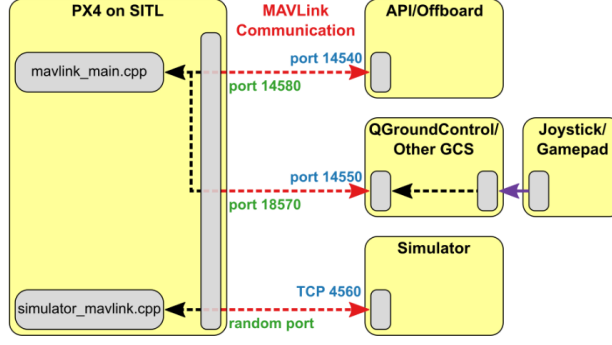 PX4 on SITL
MAVLink
Communication
API/Offboard
mavlink_main.cpp
port 14540
port 14580
QGroundControl/
Other GCS
Joystick/
Gamepad
port 14550
port 18570
Simulator
simulator_mavlink.cpp
TCP 4560
random port